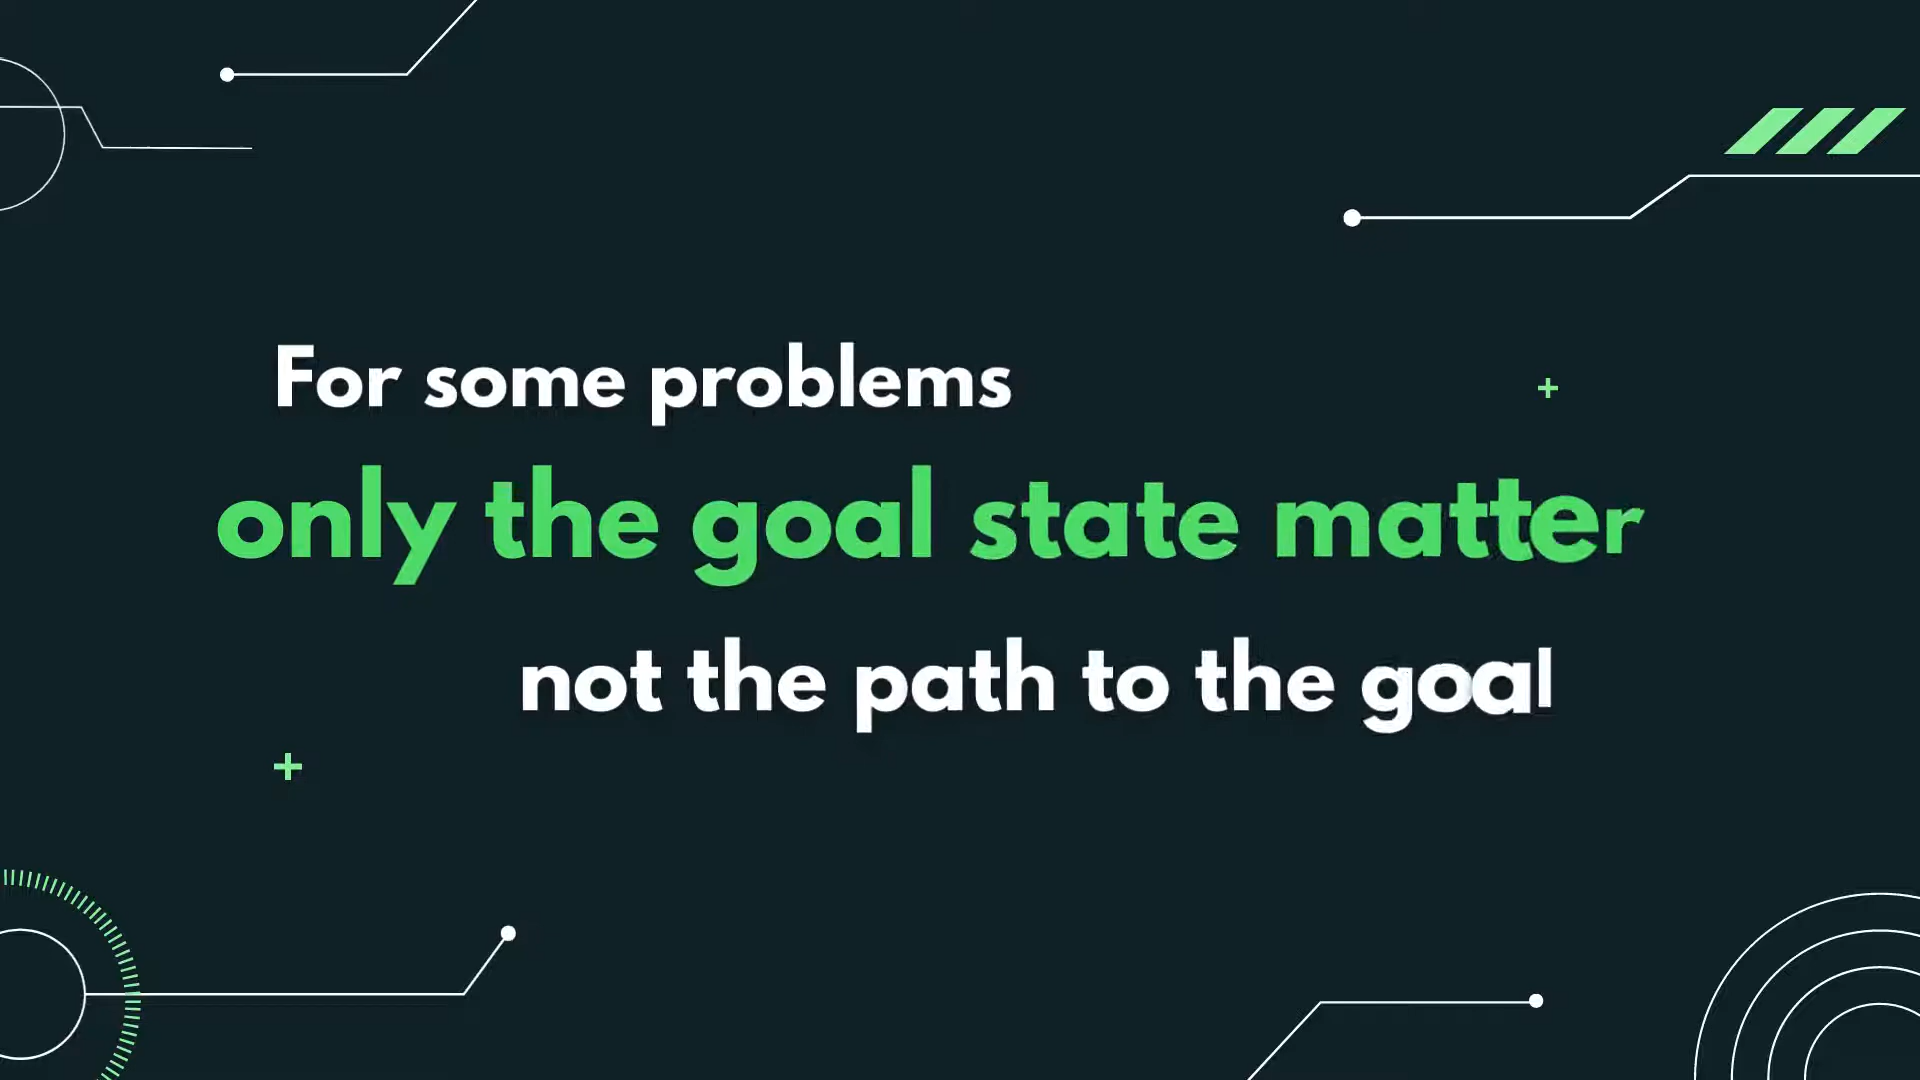 For some problems
only the goal state matter
not the path to the goal